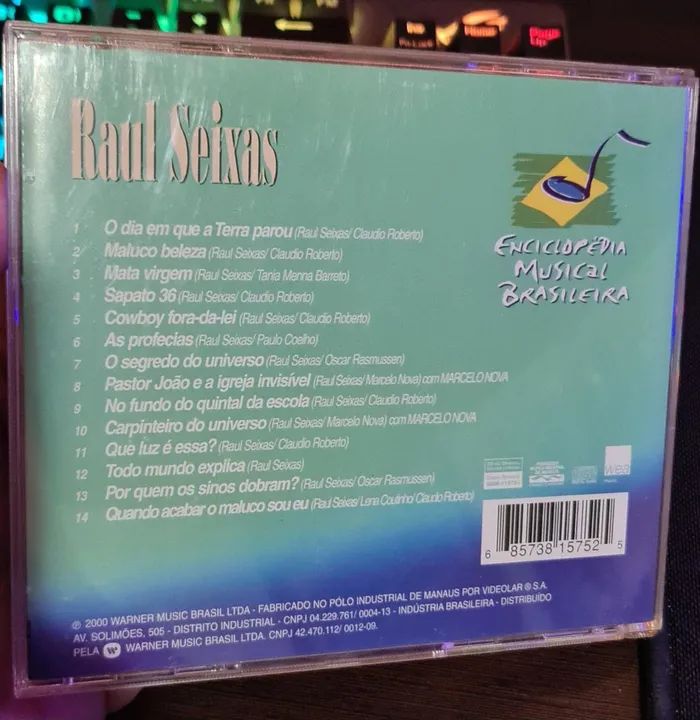 Home
Page Up
Raul Seixas
1 O dia em que a Terra parou (Raul Seixas/ Claudio Roberto)
2 Maluco beleza (Raul Seixas/ Claudio Roberto)
3 Mata virgem (Raul Seixas/ Tania Menna Barreto)
4 Sapato 36 (Raul Seixas/ Claudio Roberto)
5 Cowboy fora-da-lei (Raul Seixas/ Claudio Roberto)
6 As profecias (Raul Seixas/ Paulo Coelho)
7 O segredo do universo (Raul Seixas/ Oscar Rasmussen)
8 Pastor João e a igreja invisível (Raul Seixas/ Marcelo Nova) com MARCELO NOVA
9 No fundo do quintal da escola (Raul Seixas/ Claudio Roberto)
10 Carpinteiro do universo (Raul Seixas/ Marcelo Nova) com MARCELO NOVA
11 Que luz é essa? (Raul Seixas/ Claudio Roberto)
12 Todo mundo explica (Raul Seixas)
13 Por quem os sinos dobram? (Raul Seixas/ Oscar Rasmussen)
14 Quando acabar o maluco sou eu (Raul Seixas/ Lena Coutinho/ Claudio Roberto)
ENCICLOPÉDIA
MUSICAL
BRASILEIRA
wea
6 85738 15752 5
℗ 2000 WARNER MUSIC BRASIL LTDA - FABRICADO NO PÓLO INDUSTRIAL DE MANAUS POR VIDEOLAR ® S.A.
AV. SOLIMÕES, 505 - DISTRITO INDUSTRIAL - CNPJ 04.229.761/ 0004-13 - INDÚSTRIA BRASILEIRA - DISTRIBUÍDO
PELA WARNER MUSIC BRASIL LTDA. CNPJ 42.470.112/ 0012-09.